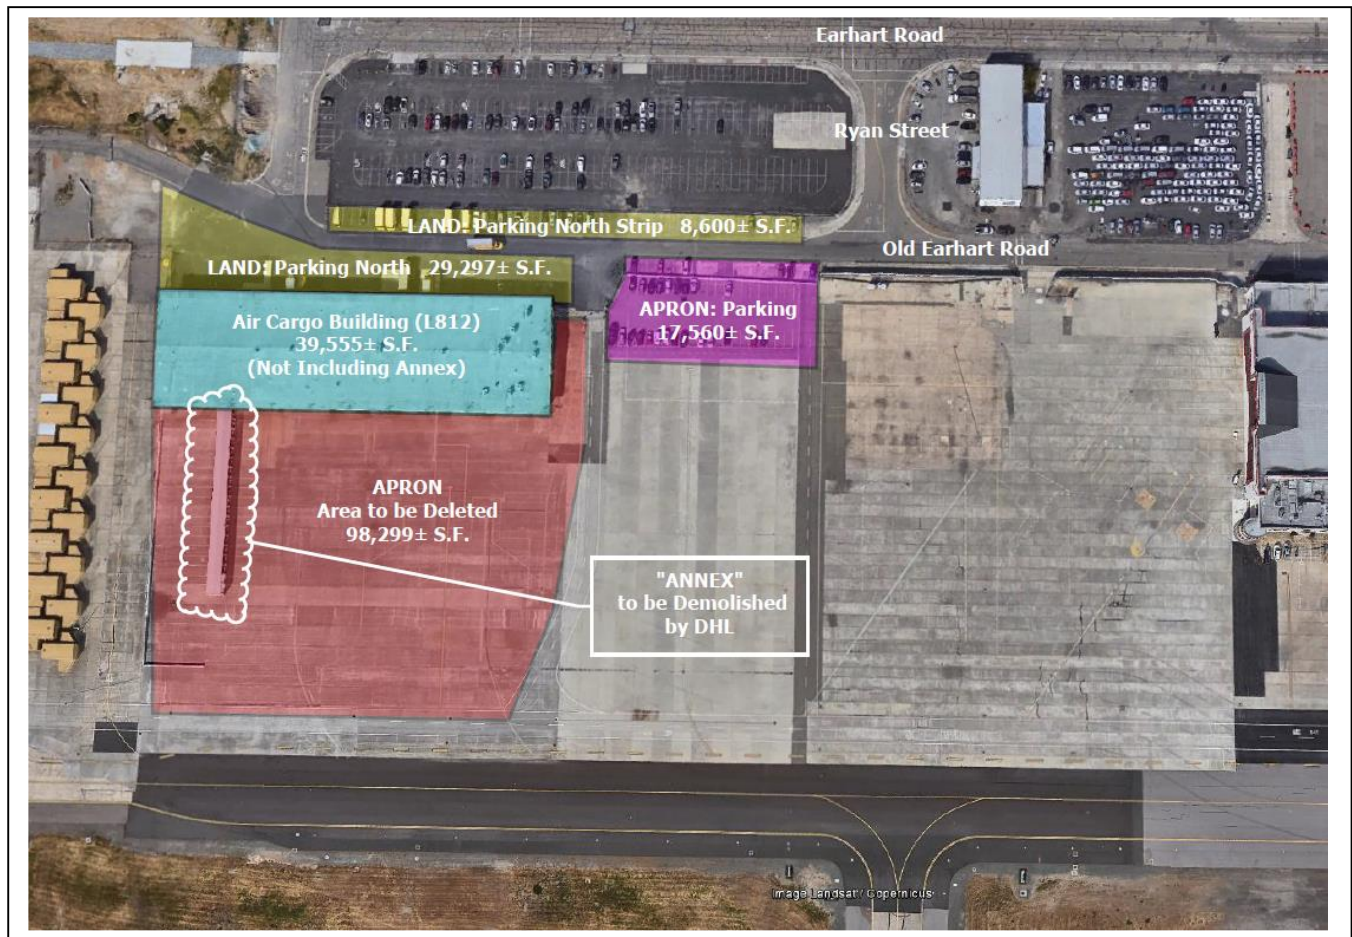 Earhart Road
Ryan Street
LAND: Parking North Strip 8,600± S.F.
Old Earhart Road
LAND: Parking North 29,297± S.F.
APRON: Parking
17,560± S.F.
Air Cargo Building (L812)
39,555± S.F.
(Not Including Annex)
APRON
Area to be Deleted
98,299± S.F.
"ANNEX"
to be Demolished
by DHL
Image Landsat / Copernicus